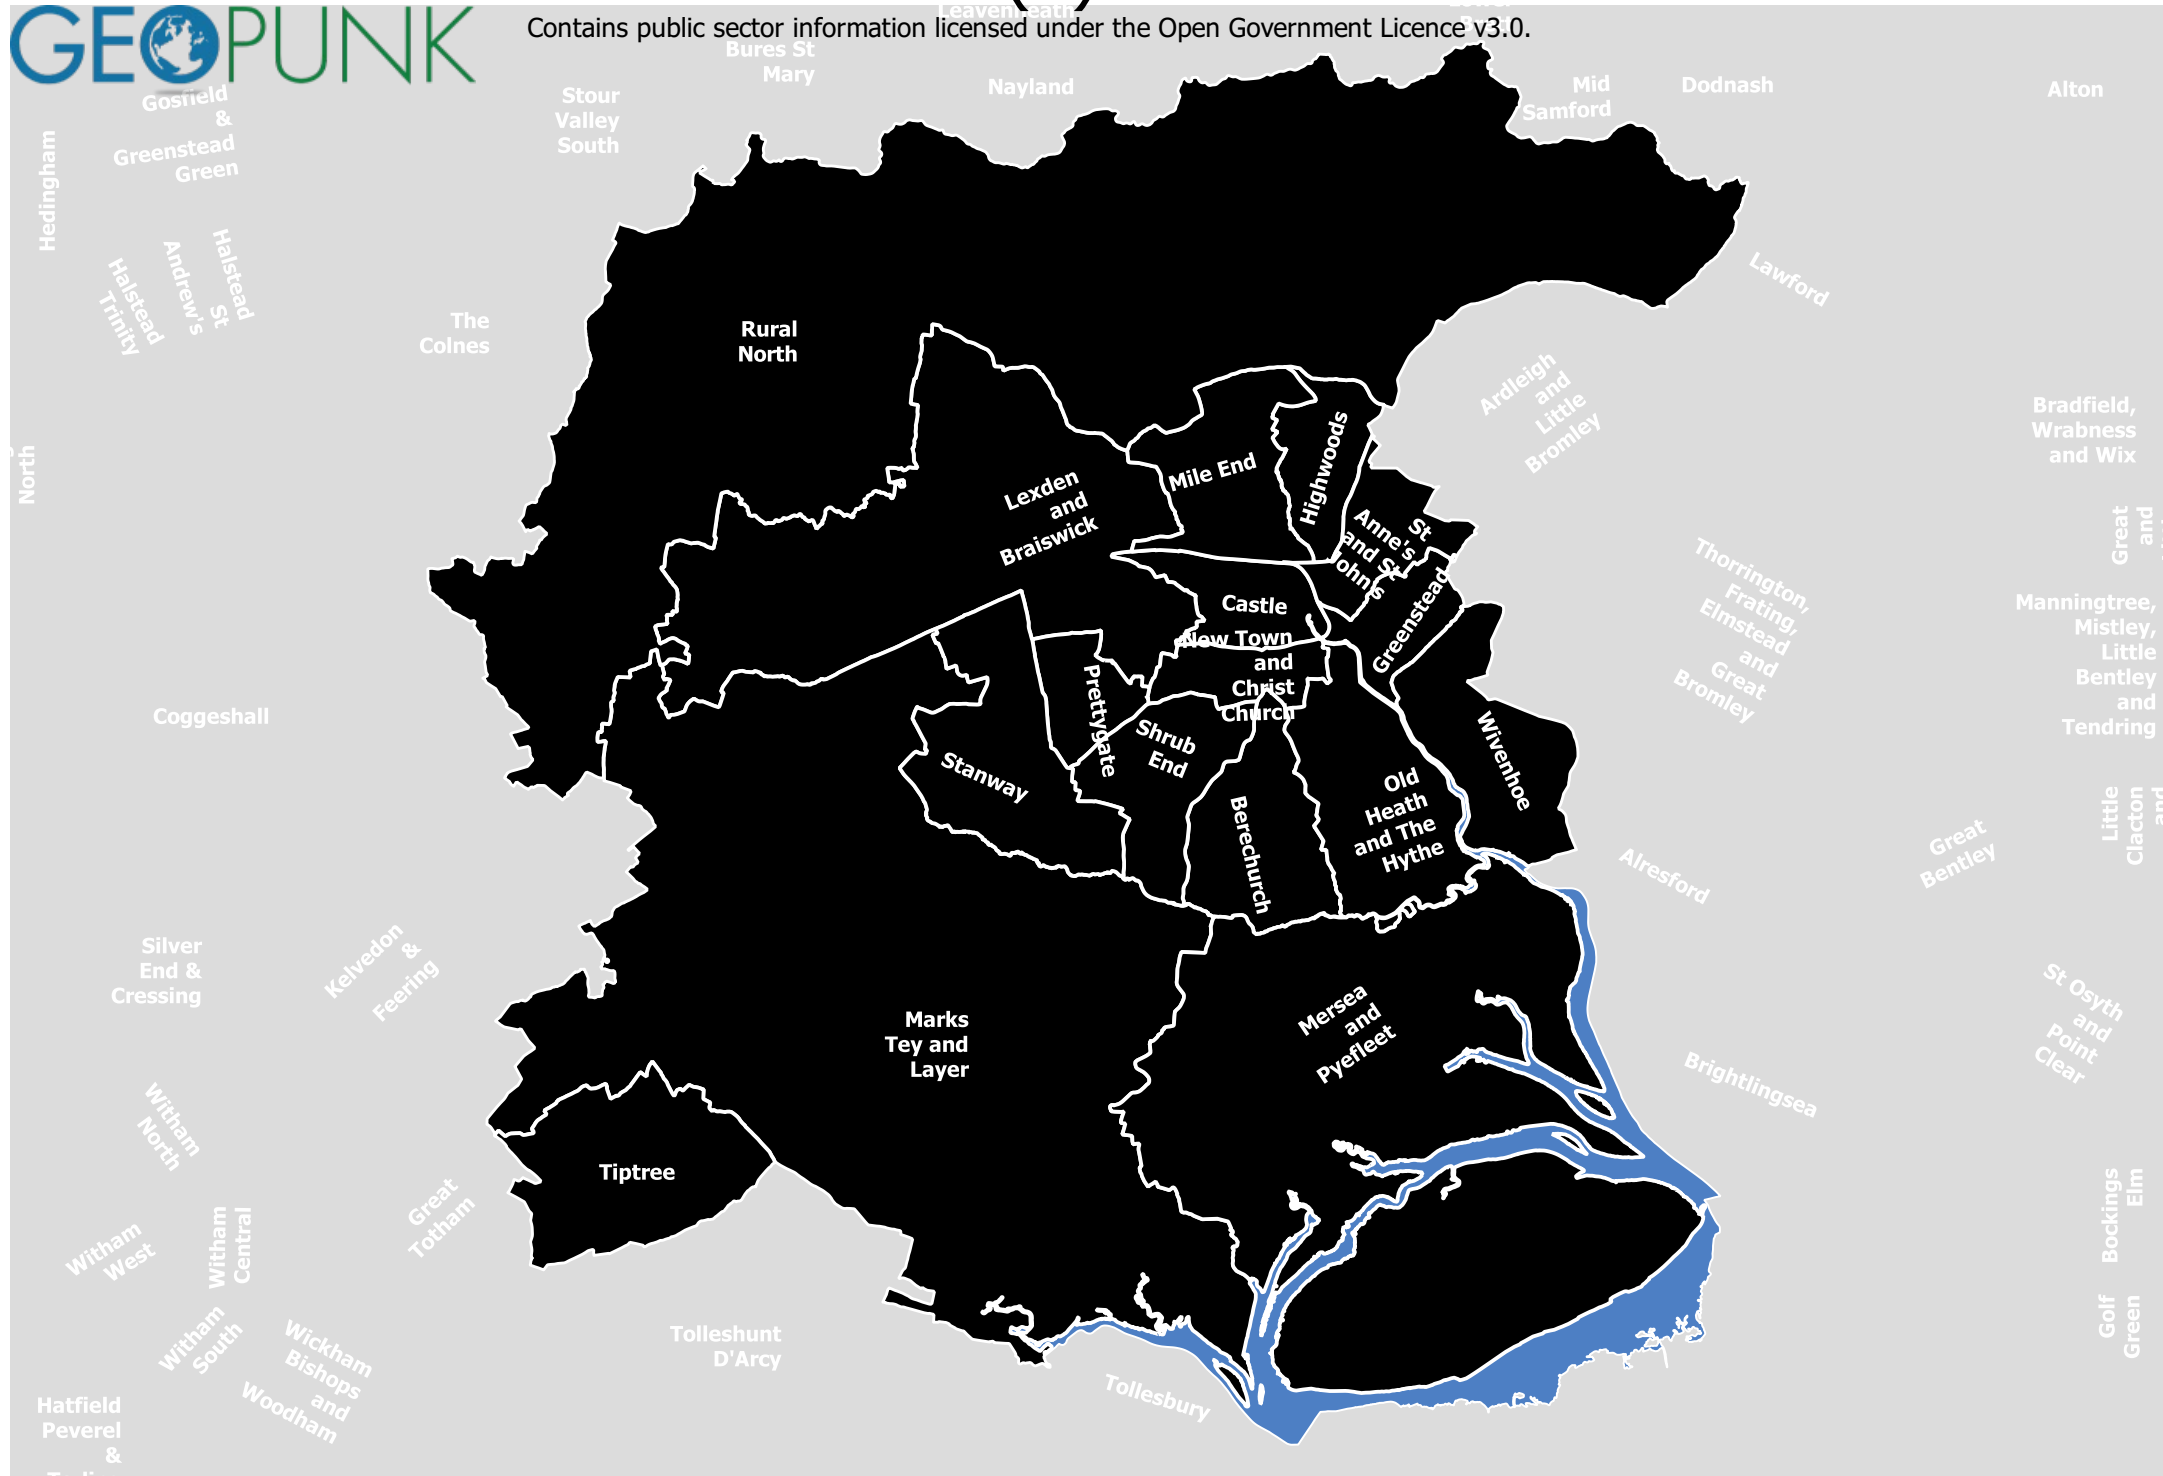 GEOPUNK
Contains public sector information licensed under the Open Government Licence v3.0.
Leavenheath
Bures St
Mary
Nayland
Mid
Samford
Dodnash
Alton
Stour
Valley
South
Gosfield
&
Greenstead
Green
Hedingham
Halstead
Trinity
Halstead
St
Andrew's
The
Colnes
Lawford
Rural
North
Ardleigh
and
Little
Bromley
Bradfield,
Wrabness
and Wix
North
Lexden
and
Braiswick
Mile End
Highwoods
St
Anne's
and St
John's
Great
and
Castle
Greenstead
Thorrington,
Frating,
Elmstead
and
Great
Bromley
Manningtree,
Mistley,
Little
Bentley
and
Tendring
New Town
and
Christ
Church
Coggeshall
Prettygate
Shrub
End
Stanway
Wivenhoe
Old
Heath
and The
Hythe
Berechurch
Little
Clacton
and
Great
Bentley
Alresford
Silver
End &
Cressing
Kelvedon
&
Feering
Marks
Tey and
Layer
Mersea
and
Pyefleet
St Osyth
and
Point
Clear
Brightlingsea
Witham
North
Tiptree
Great
Totham
Witham
West
Witham
Central
Bockings
Elm
Witham
South
Wickham
Bishops
and
Woodham
Tolleshunt
D'Arcy
Tollesbury
Golf
Green
Hatfield
Peverel
&